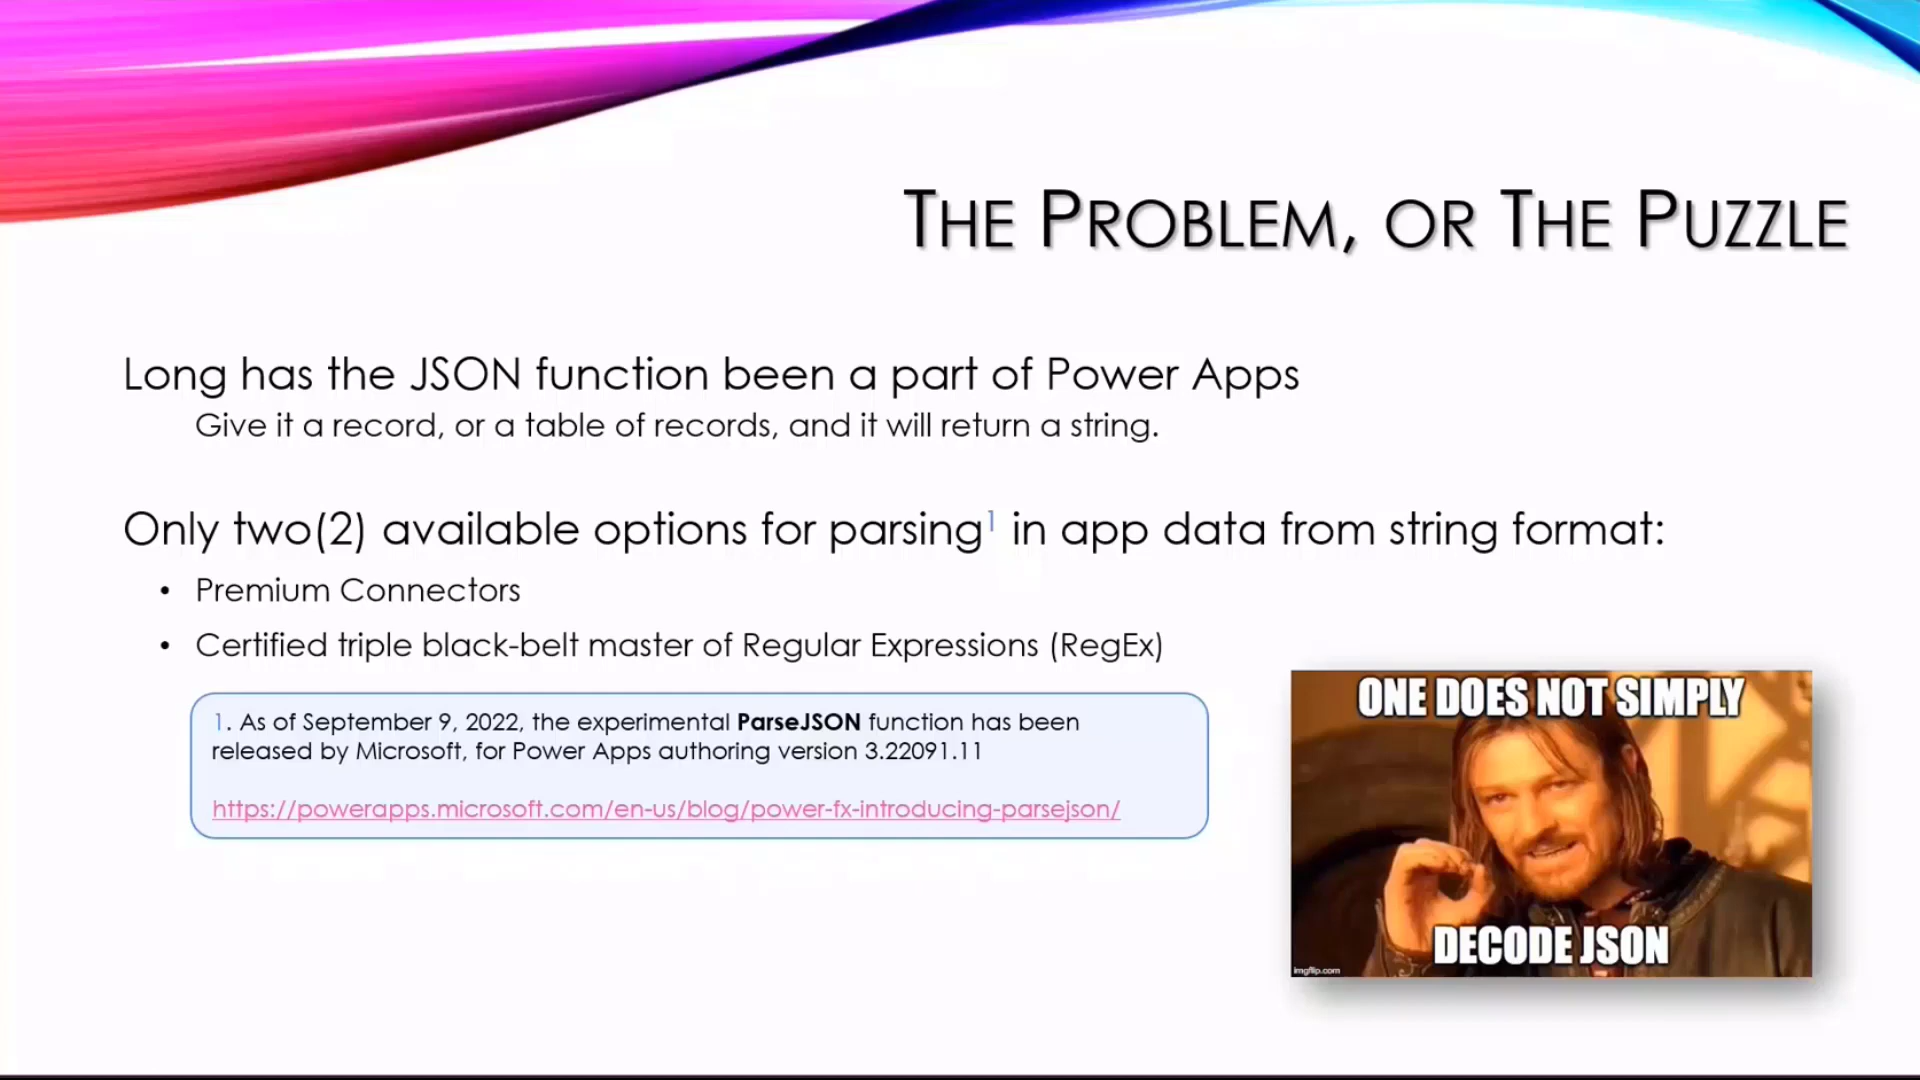 THE PROBLEM, OR THE PUZZLE
Long has the JSON function been a part of Power Apps
Give it a record, or a table of records, and it will return a string.
Only two(2) available options for parsing1 in app data from string format:
• Premium Connectors
• Certified triple black-belt master of Regular Expressions (RegEx)
1. As of September 9, 2022, the experimental ParseJSON function has been
released by Microsoft, for Power Apps authoring version 3.22091.11
https://powerapps.microsoft.com/en-us/blog/power-fx-introducing-parsejson/
ONE DOES NOT SIMPLY
DECODE JSON
imgflip.com